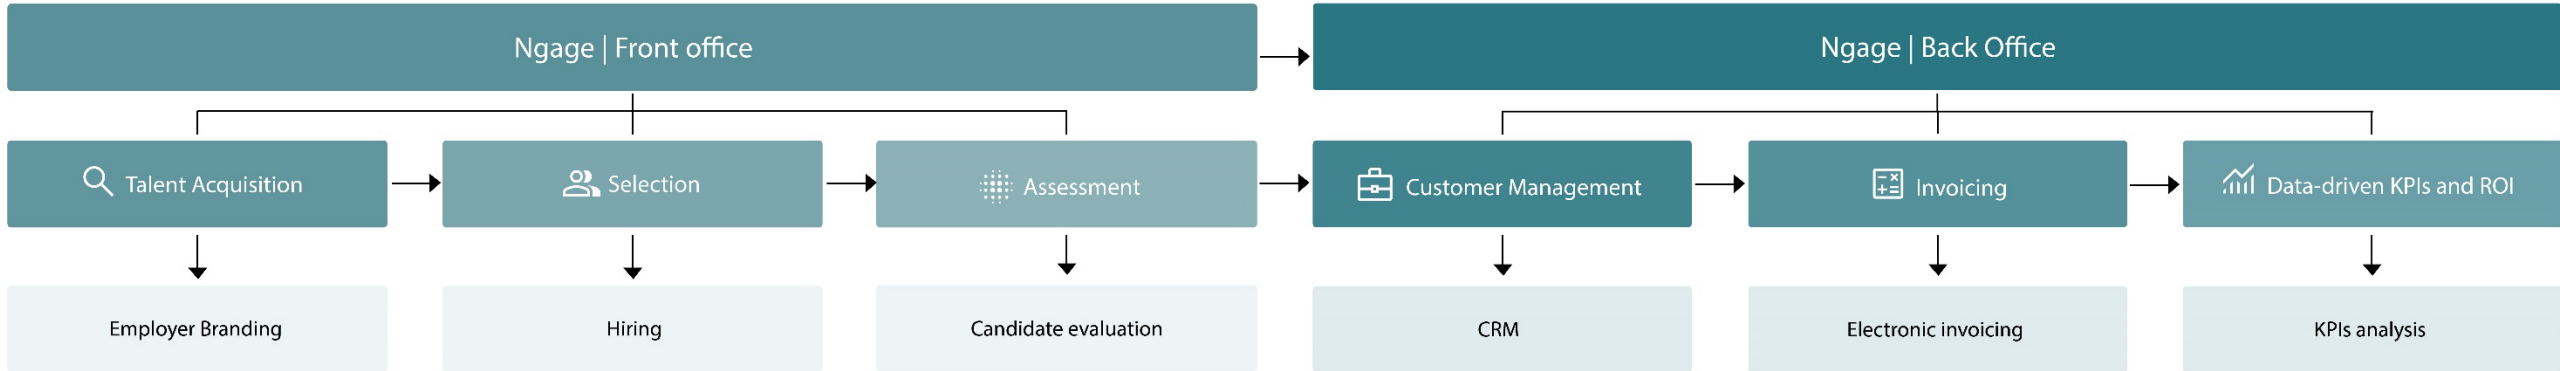 Ngage | Front office
Ngage | Back Office
Talent Acquisition
Selection
Assessment
Customer Management
Invoicing
Data-driven KPIs and ROI
Employer Branding
Hiring
Candidate evaluation
CRM
Electronic invoicing
KPIs analysis